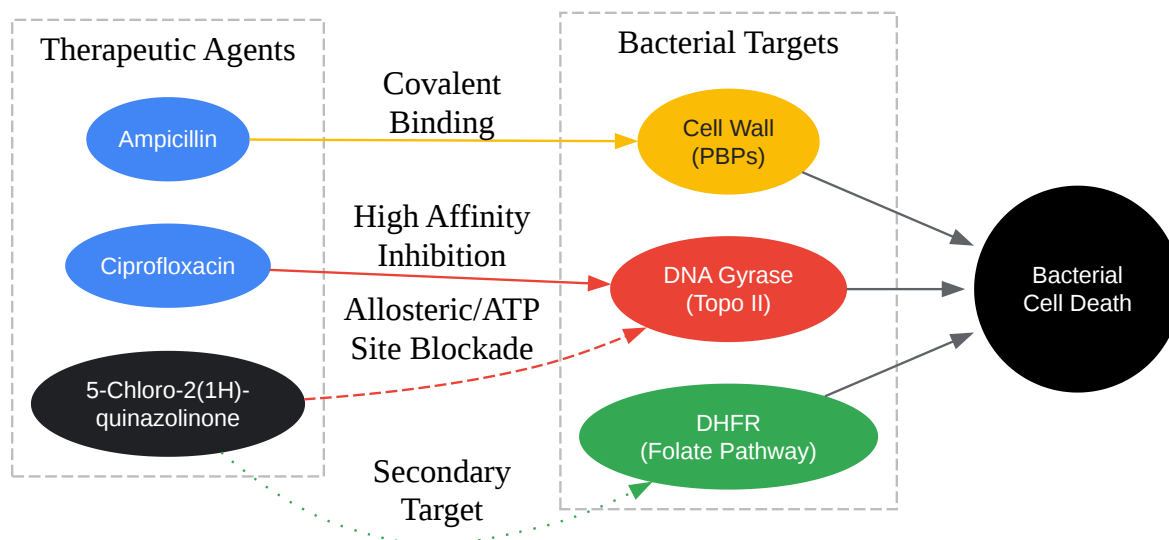 Therapeutic Agents
Bacterial Targets
Covalent
Binding
Ampicillin
Cell Wall
(PBPs)
High Affinity
Inhibition
Ciprofloxacin
DNA Gyrase
(Topo II)
Bacterial
Cell Death
Allosteric/ATP
Site Blockade
5-Chloro-2(1H)-
quinazolinone
DHFR
(Folate Pathway)
Secondary
Target